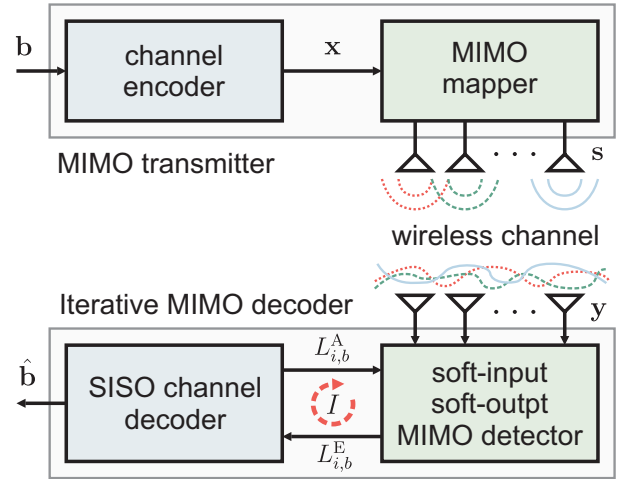 b
channel
encoder
x
MIMO
mapper
MIMO transmitter
. . .
s
wireless channel
Iterative MIMO decoder
. . .
y
b̂
SISO channel
decoder
L^A_{i,b}
I
L^E_{i,b}
soft-input
soft-outpt
MIMO detector